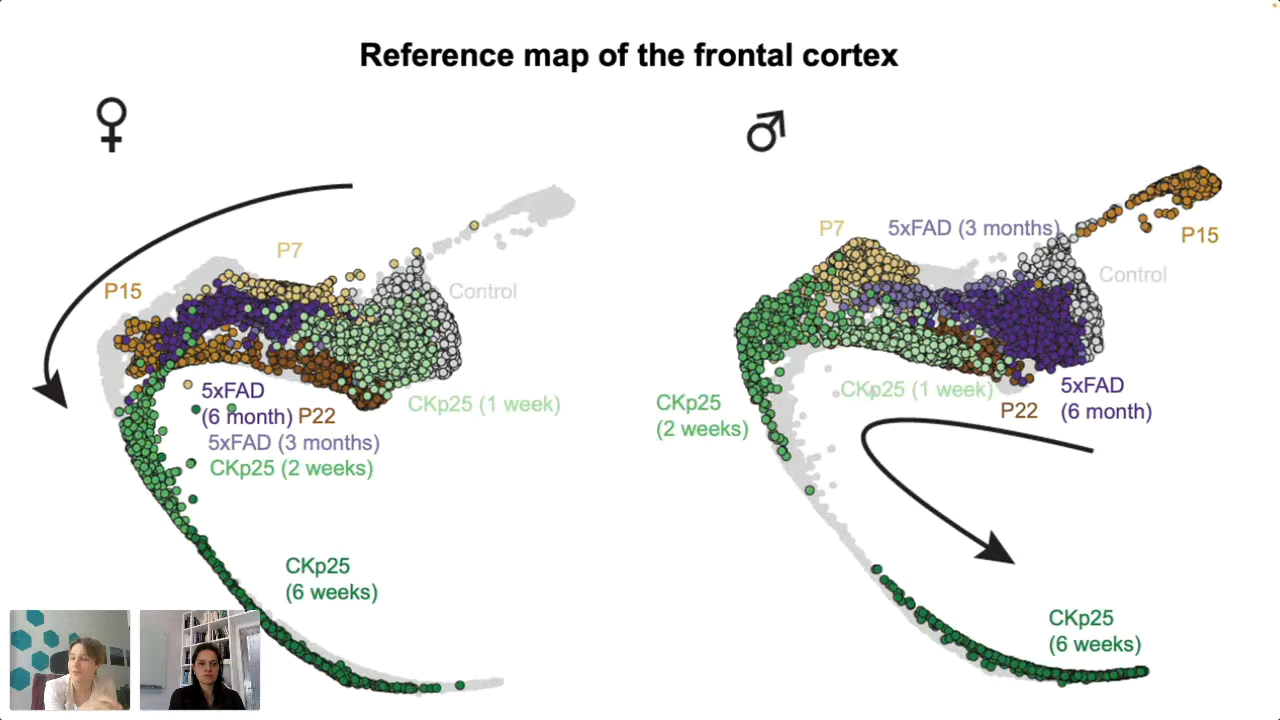 Reference map of the frontal cortex
♀
P7
P15
Control
5xFAD
(6 month)
P22
5xFAD (3 months)
CKp25 (2 weeks)
CKp25 (1 week)
CKp25
(6 weeks)
♂
P7
5xFAD (3 months)
P15
Control
CKp25
(2 weeks)
CKp25 (1 week)
P22
5xFAD
(6 month)
CKp25
(6 weeks)